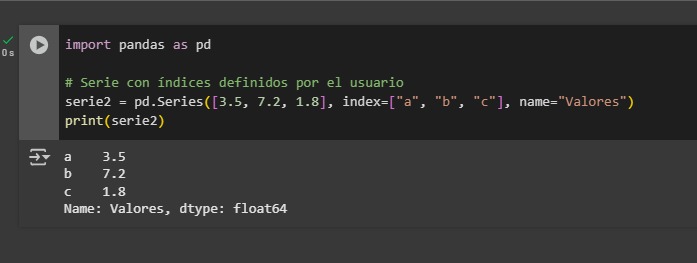 import pandas as pd
# Serie con índices definidos por el usuario
serie2 = pd.Series([3.5, 7.2, 1.8], index=["a", "b", "c"], name="Valores")
print(serie2)
0 s
a    3.5
b    7.2
c    1.8
Name: Valores, dtype: float64